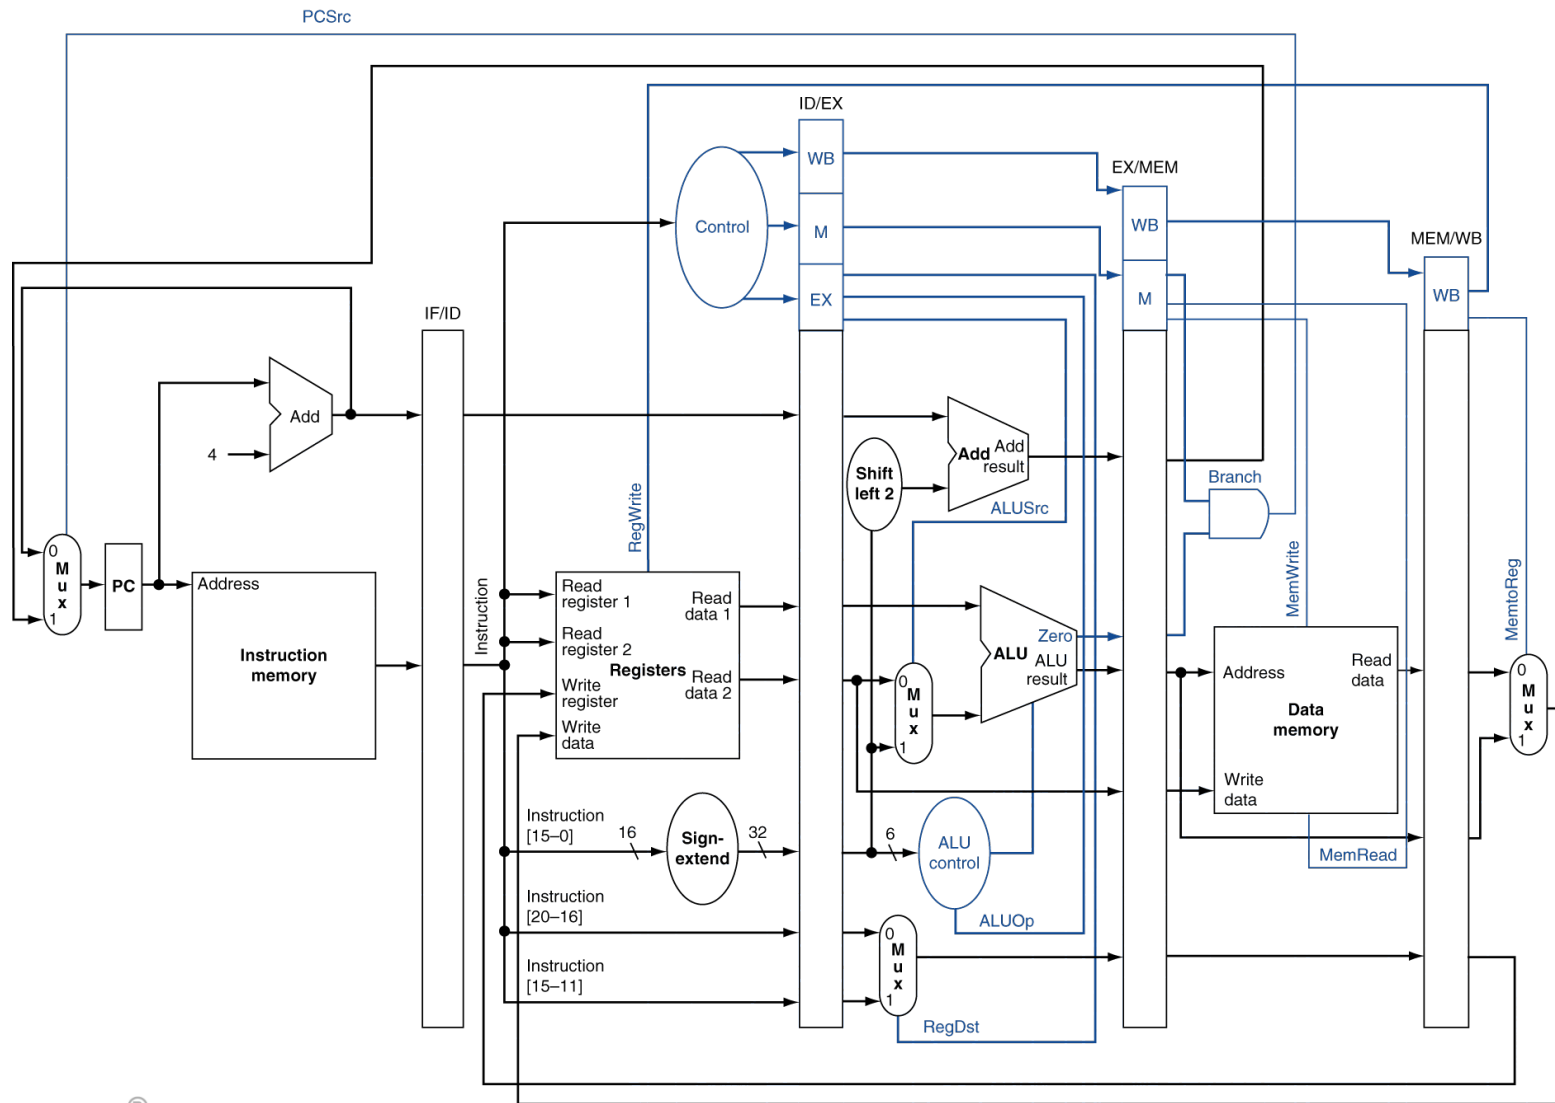 PCSrc
ID/EX
WB
EX/MEM
Control
M
WB
MEM/WB
EX
M
WB
IF/ID
Add
4
Add Add
result
Shift
left 2
Branch
ALUSrc
RegWrite
MemWrite
MemtoReg
0
M
u
x
1
PC
Address
Instruction
memory
Instruction
Read
register 1
Read
register 2
Write
register
Write
data
Registers
Read
data 1
Read
data 2
Zero
ALU
ALU
result
0
M
u
x
1
Address
Read
data
Data
memory
Write
data
0
M
u
x
1
MemRead
Instruction
[15–0]
16
Sign-
extend
32
6
ALU
control
Instruction
[20–16]
ALUOp
Instruction
[15–11]
0
M
u
x
1
RegDst